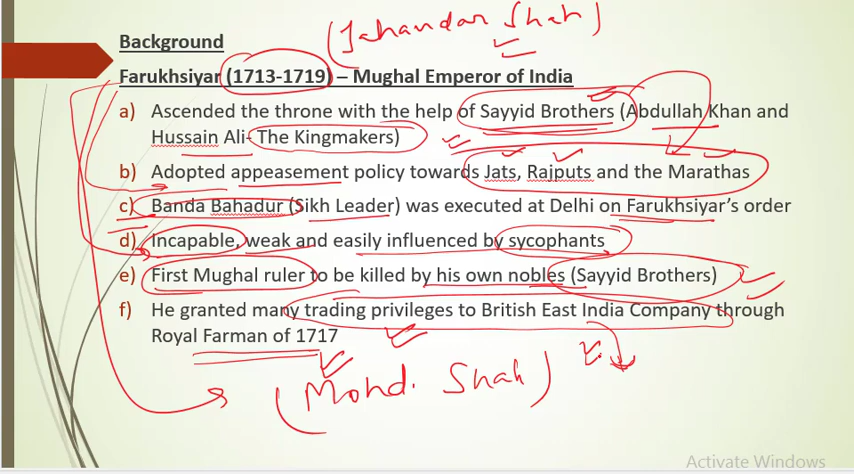 (Jahandar Shah)
Background
Farukhsiyar (1713-1719) – Mughal Emperor of India
a) Ascended the throne with the help of Sayyid Brothers (Abdullah Khan and
Hussain Ali- The Kingmakers)
b) Adopted appeasement policy towards Jats, Rajputs and the Marathas
c) Banda Bahadur (Sikh Leader) was executed at Delhi on Farukhsiyar’s order
d) Incapable, weak and easily influenced by sycophants
e) First Mughal ruler to be killed by his own nobles (Sayyid Brothers)
f) He granted many trading privileges to British East India Company through
Royal Farman of 1717
(Mohd. Shah)
Activate Windows